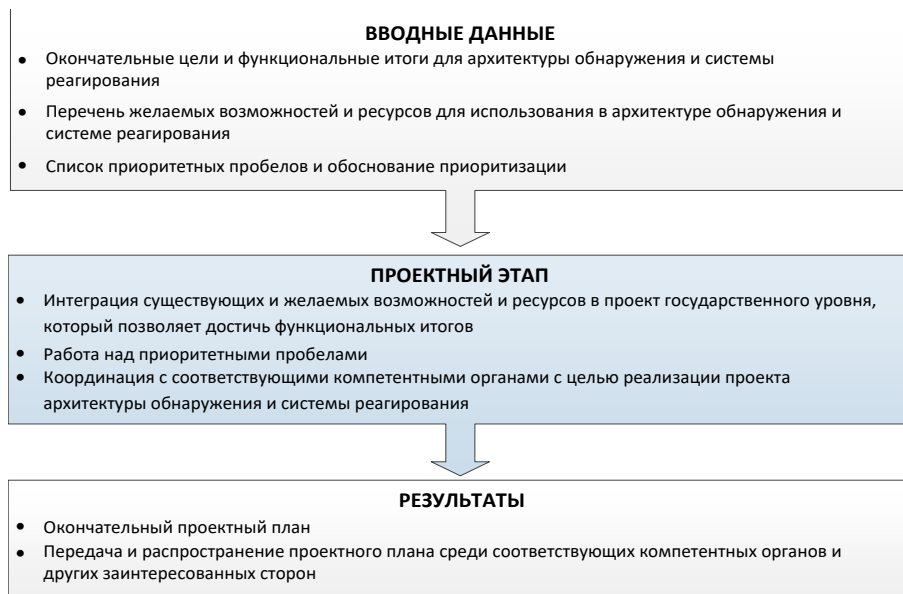 ВВОДНЫЕ ДАННЫЕ
• Окончательные цели и функциональные итоги для архитектуры обнаружения и системы
реагирования
• Перечень желаемых возможностей и ресурсов для использования в архитектуре обнаружения и
системе реагирования
• Список приоритетных пробелов и обоснование приоритизации
ПРОЕКТНЫЙ ЭТАП
• Интеграция существующих и желаемых возможностей и ресурсов в проект государственного уровня,
который позволяет достичь функциональных итогов
• Работа над приоритетными пробелами
• Координация с соответствующими компетентными органами с целью реализации проекта
архитектуры обнаружения и системы реагирования
РЕЗУЛЬТАТЫ
• Окончательный проектный план
• Передача и распространение проектного плана среди соответствующих компетентных органов и
других заинтересованных сторон